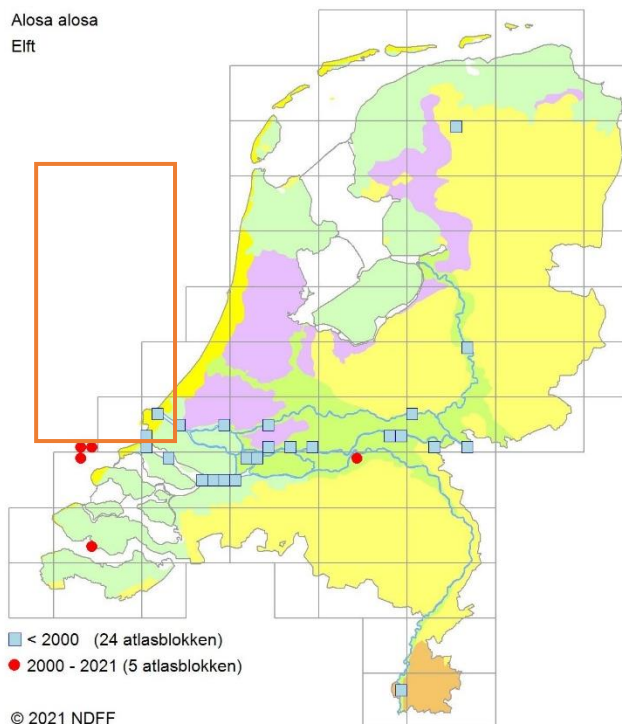 Alosa alosa
Elft
< 2000 (24 atlasblokken)
2000 - 2021 (5 atlasblokken)
© 2021 NDFF